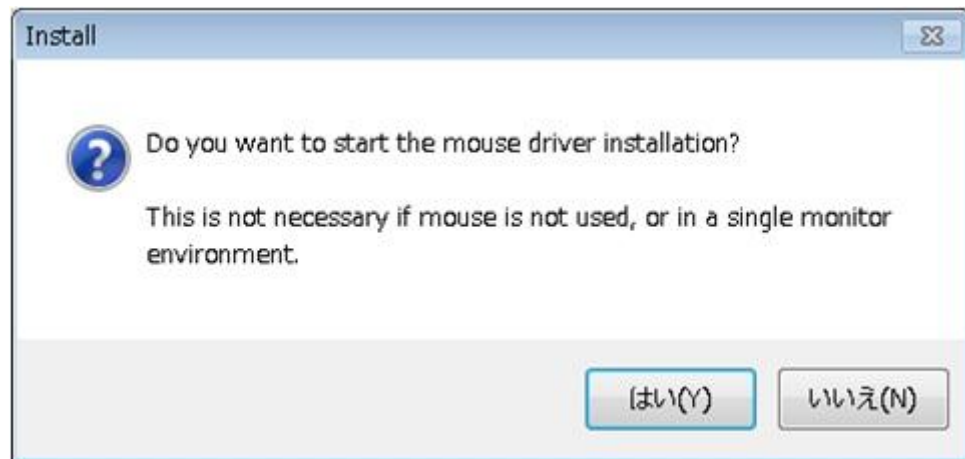 Install
Do you want to start the mouse driver installation?
This is not necessary if mouse is not used, or in a single monitor
environment.
はい(Y)
いいえ(N)